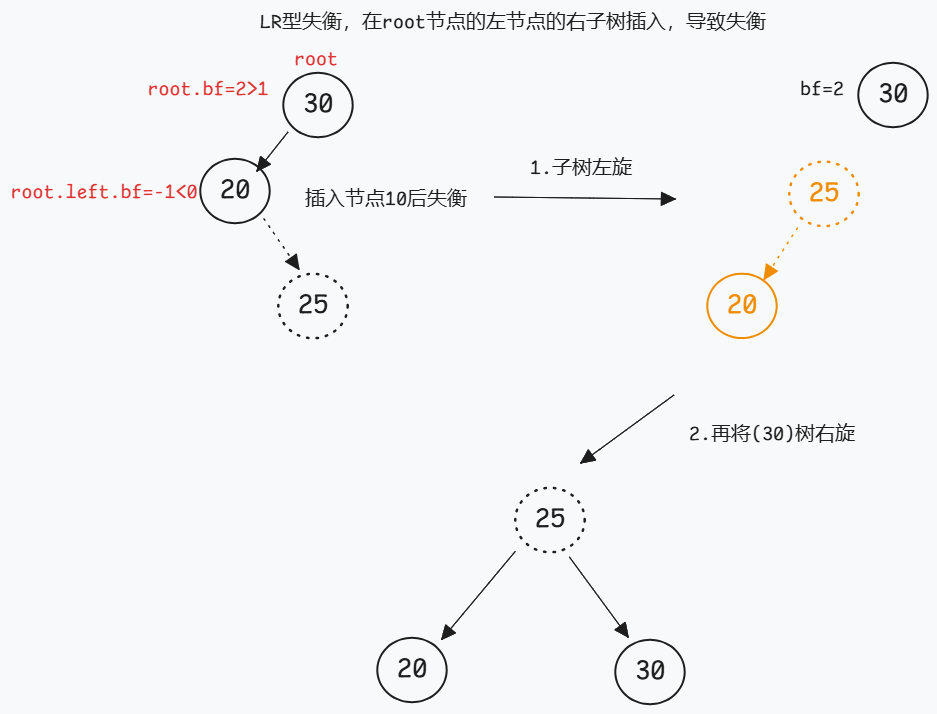 LR型失衡，在root节点的左节点的右子树插入，导致失衡
root
root.bf=2>1
30
bf=2
30
root.left.bf=-1<0
20
插入节点10后失衡
1.子树左旋
25
25
20
2.再将(30)树右旋
25
20
30